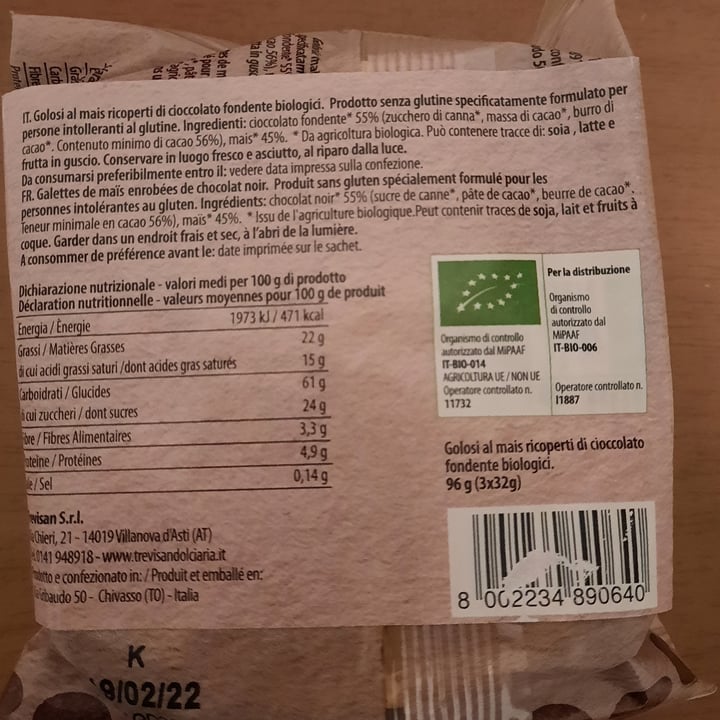 IT. Golosi al mais ricoperti di cioccolato fondente biologici. Prodotto senza glutine specificatamente formulato per
persone intolleranti al glutine. Ingredienti: cioccolato fondente* 55% (zucchero di canna*, massa di cacao*, burro di
cacao*. Contenuto minimo di cacao 56%), mais* 45%. * Da agricoltura biologica. Può contenere tracce di: soia , latte e
frutta in guscio. Conservare in luogo fresco e asciutto, al riparo dalla luce.
Da consumarsi preferibilmente entro il: vedere data impressa sulla confezione.
FR. Galettes de maïs enrobées de chocolat noir. Produit sans gluten spécialement formulé pour les
personnes intolérantes au gluten. Ingrédients: chocolat noir* 55% (sucre de canne*, pâte de cacao*, beurre de cacao*.
Teneur minimale en cacao 56%), maïs* 45%. * Issu de l'agriculture biologique.Peut contenir traces de soja, lait et fruits à
coque. Garder dans un endroit frais et sec, à l'abri de la lumière.
A consommer de préférence avant le: date imprimée sur le sachet.
Dichiarazione nutrizionale - valori medi per 100 g di prodotto
Déclaration nutritionnelle - valeurs moyennes pour 100 g de produit
Energia / Énergie 1973 kJ / 471 kcal
Grassi / Matières Grasses 22 g
di cui acidi grassi saturi /dont acides gras saturés 15 g
Carboidrati / Glucides 61 g
di cui zuccheri / dont sucres 24 g
/ Fibres Alimentaires 3,3 g
/ Protéines 4,9 g
/ Sel 0,14 g
S.r.l.
Chieri, 21 - 14019 Villanova d'Asti (AT)
0141 948918 - www.trevisandolciaria.it
e confezionato in: / Produit et emballé en:
50 - Chivasso (TO) - Italia
Organismo di controllo
autorizzato dal MiPAAF
IT-BIO-014
AGRICOLTURA UE / NON UE
Operatore controllato n.
11732
Per la distribuzione
Organismo
di controllo
autorizzato dal
MiPAAF
IT-BIO-006
Operatore controllato n.
I1887
Golosi al mais ricoperti di cioccolato
fondente biologici.
96 g (3x32g)
8 002234 890640
K
9/02/22